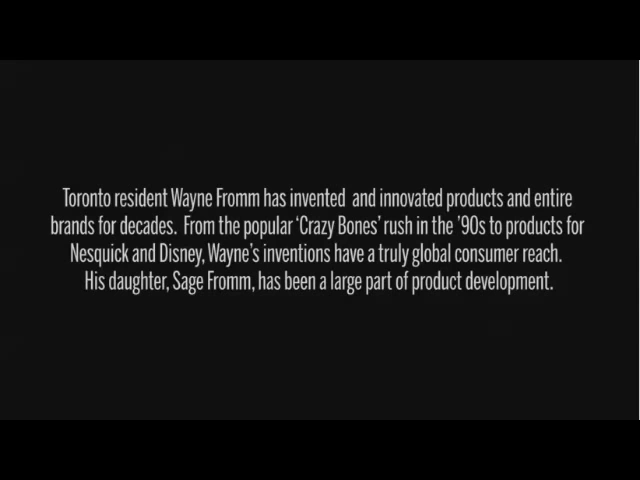 Toronto resident Wayne Fromm has invented  and innovated products and entire
brands for decades.  From the popular ‘Crazy Bones’ rush in the ’90s to products for
Nesquick and Disney, Wayne’s inventions have a truly global consumer reach.
His daughter, Sage Fromm, has been a large part of product development.